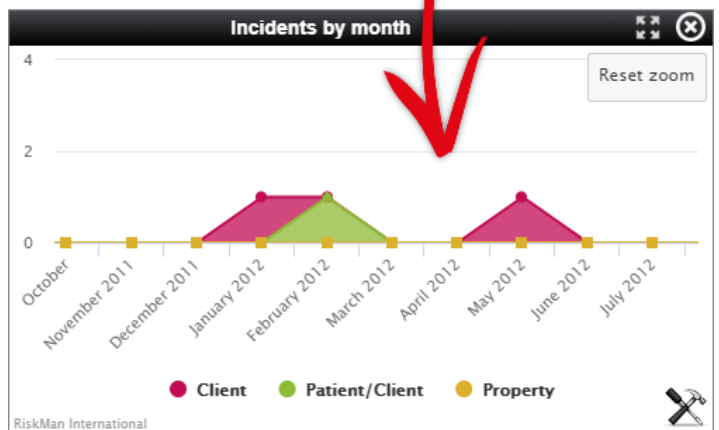 Incidents by month
Reset zoom
4
2
0
October
November 2011
December 2011
January 2012
February 2012
March 2012
April 2012
May 2012
June 2012
July 2012
Client
Patient/Client
Property
RiskMan International